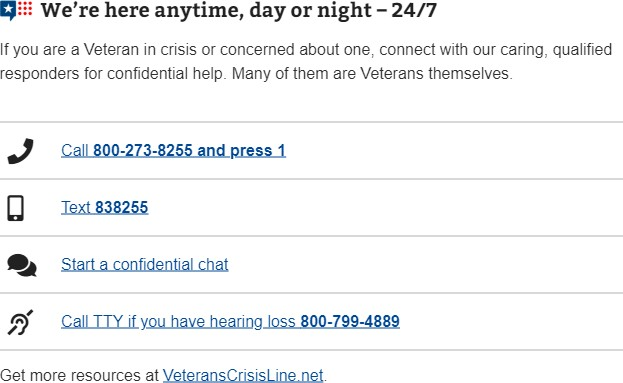 We’re here anytime, day or night – 24/7
If you are a Veteran in crisis or concerned about one, connect with our caring, qualified
responders for confidential help. Many of them are Veterans themselves.
Call 800-273-8255 and press 1
Text 838255
Start a confidential chat
Call TTY if you have hearing loss 800-799-4889
Get more resources at VeteransCrisisLine.net.